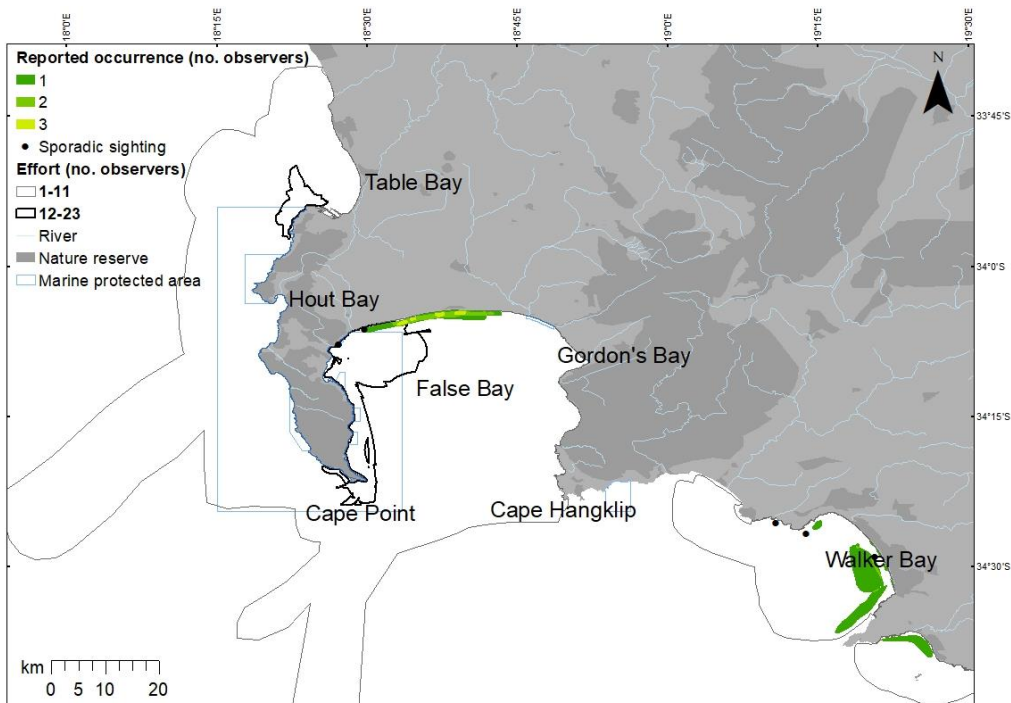 18°0'E 18°15'E 18°30'E 18°45'E 19°0'E 19°15'E 19°30'E
Reported occurrence (no. observers)
1
2
3
Sporadic sighting
Effort (no. observers)
1-11
12-23
River
Nature reserve
Marine protected area
N
33°45'S
Table Bay
34°0'S
Hout Bay
Gordon's Bay
False Bay
34°15'S
Cape Point
Cape Hangklip
Walker Bay
34°30'S
km
0 5 10 20